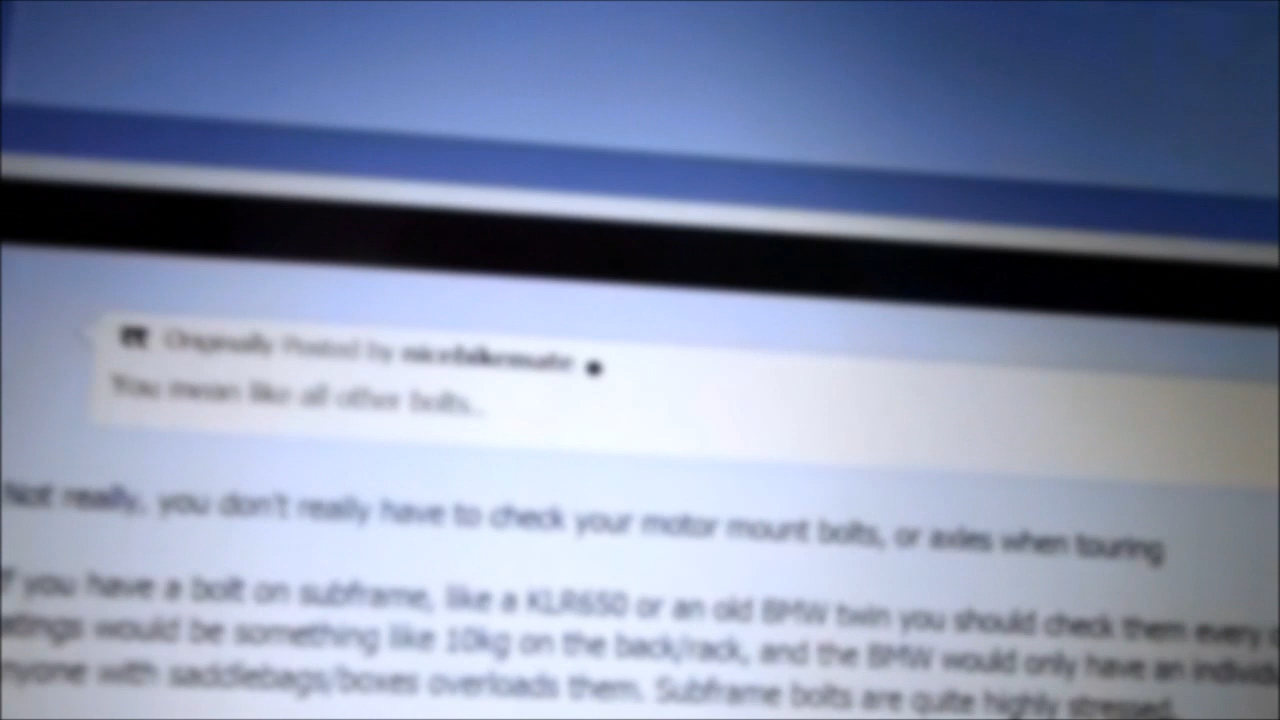 Originally Posted by nicefakemate
You mean like all other bolts..
Not really, you don't really have to check your motor mount bolts, or axles when touring
If you have a bolt on subframe, like a KLR650 or an old BMW twin you should check them every
would be something like 10kg on the back/rack, and the BMW would only have an
with saddlebags/boxes overloads them. Subframe bolts are quite highly stressed.